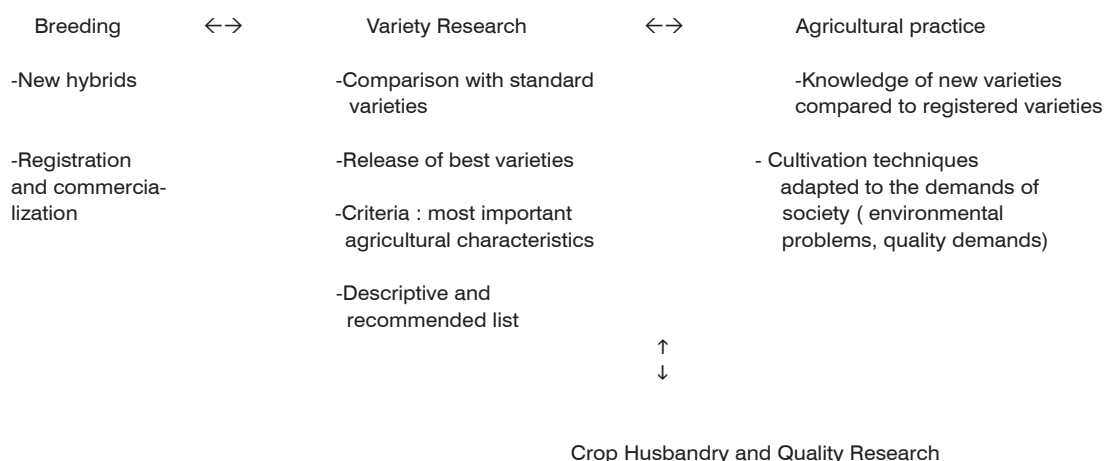 Breeding ←→ Variety Research ←→ Agricultural practice
-New hybrids
-Registration
and commercia-
lization
-Comparison with standard
varieties
-Release of best varieties
-Criteria : most important
agricultural characteristics
-Descriptive and
recommended list
-Knowledge of new varieties
compared to registered varieties
- Cultivation techniques
adapted to the demands of
society ( environmental
problems, quality demands)
↑
↓
Crop Husbandry and Quality Research